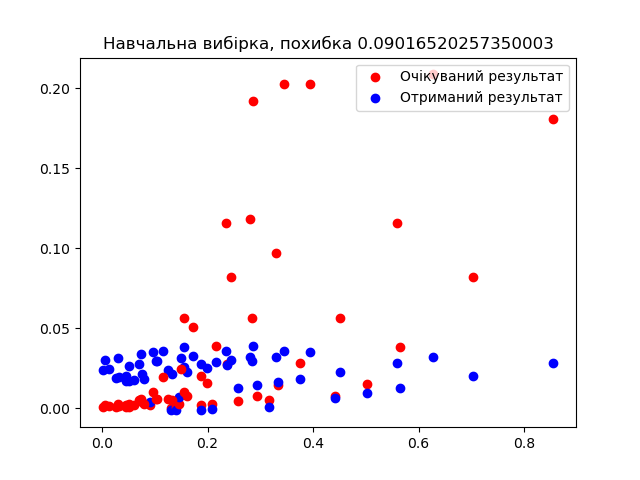 Навчальна вибірка, похибка 0.09016520257350003
Очікуваний результат
Отриманий результат
0.20
0.15
0.10
0.05
0.00
0.0 0.2 0.4 0.6 0.8